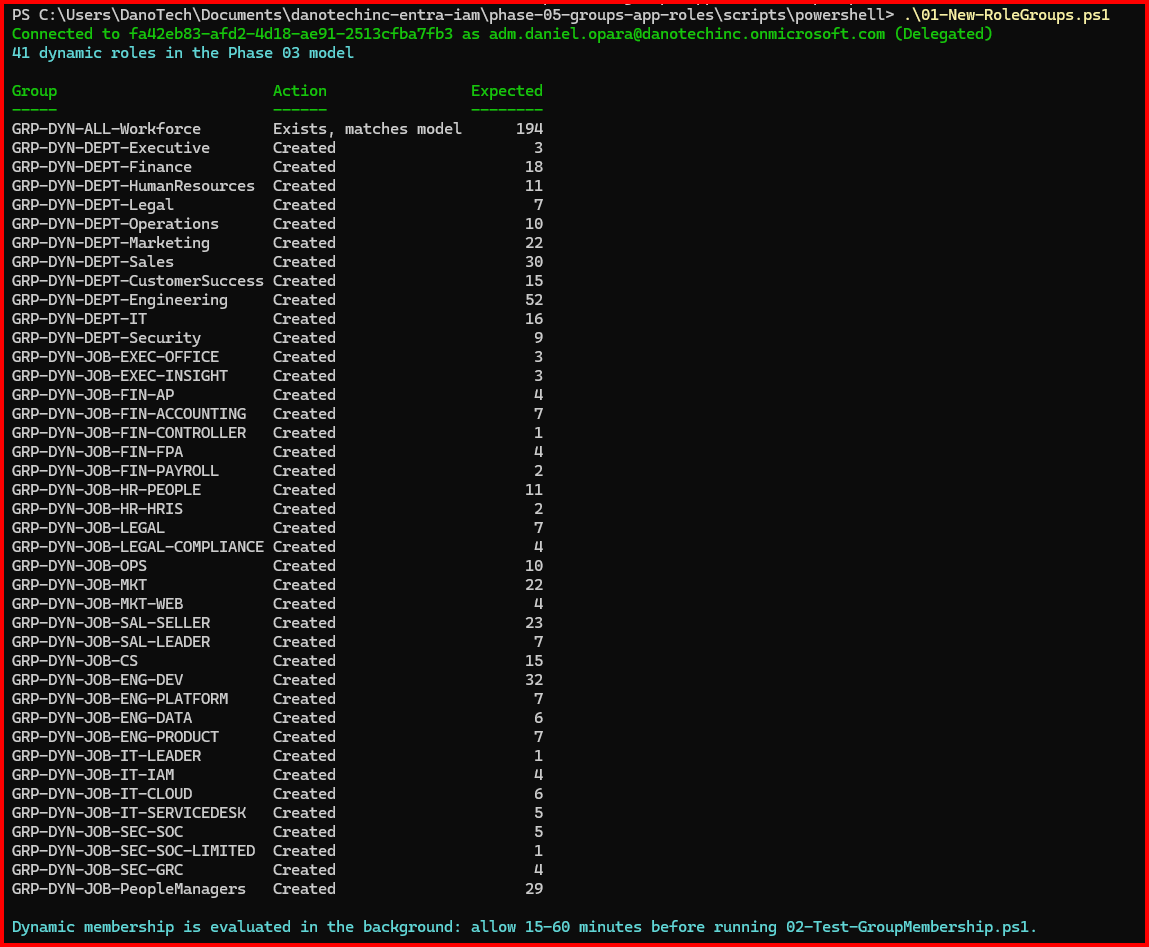 PS C:\Users\DanoTech\Documents\danotechinc-entra-iam\phase-05-groups-app-roles\scripts\powershell> .\01-New-RoleGroups.ps1
Connected to fa42eb83-afd2-4d18-ae91-2513cfba7fb3 as adm.daniel.opara@danotechinc.onmicrosoft.com (Delegated)
41 dynamic roles in the Phase 03 model
Group Action Expected
----- ------ --------
GRP-DYN-ALL-Workforce Exists, matches model 194
GRP-DYN-DEPT-Executive Created 3
GRP-DYN-DEPT-Finance Created 18
GRP-DYN-DEPT-HumanResources Created 11
GRP-DYN-DEPT-Legal Created 7
GRP-DYN-DEPT-Operations Created 10
GRP-DYN-DEPT-Marketing Created 22
GRP-DYN-DEPT-Sales Created 30
GRP-DYN-DEPT-CustomerSuccess Created 15
GRP-DYN-DEPT-Engineering Created 52
GRP-DYN-DEPT-IT Created 16
GRP-DYN-DEPT-Security Created 9
GRP-DYN-JOB-EXEC-OFFICE Created 3
GRP-DYN-JOB-EXEC-INSIGHT Created 3
GRP-DYN-JOB-FIN-AP Created 4
GRP-DYN-JOB-FIN-ACCOUNTING Created 7
GRP-DYN-JOB-FIN-CONTROLLER Created 1
GRP-DYN-JOB-FIN-FPA Created 4
GRP-DYN-JOB-FIN-PAYROLL Created 2
GRP-DYN-JOB-HR-PEOPLE Created 11
GRP-DYN-JOB-HR-HRIS Created 2
GRP-DYN-JOB-LEGAL Created 7
GRP-DYN-JOB-LEGAL-COMPLIANCE Created 4
GRP-DYN-JOB-OPS Created 10
GRP-DYN-JOB-MKT Created 22
GRP-DYN-JOB-MKT-WEB Created 4
GRP-DYN-JOB-SAL-SELLER Created 23
GRP-DYN-JOB-SAL-LEADER Created 7
GRP-DYN-JOB-CS Created 15
GRP-DYN-JOB-ENG-DEV Created 32
GRP-DYN-JOB-ENG-PLATFORM Created 7
GRP-DYN-JOB-ENG-DATA Created 6
GRP-DYN-JOB-ENG-PRODUCT Created 7
GRP-DYN-JOB-IT-LEADER Created 1
GRP-DYN-JOB-IT-IAM Created 4
GRP-DYN-JOB-IT-CLOUD Created 6
GRP-DYN-JOB-IT-SERVICEDESK Created 5
GRP-DYN-JOB-SEC-SOC Created 5
GRP-DYN-JOB-SEC-SOC-LIMITED Created 1
GRP-DYN-JOB-SEC-GRC Created 4
GRP-DYN-JOB-PeopleManagers Created 29
Dynamic membership is evaluated in the background: allow 15-60 minutes before running 02-Test-GroupMembership.ps1.